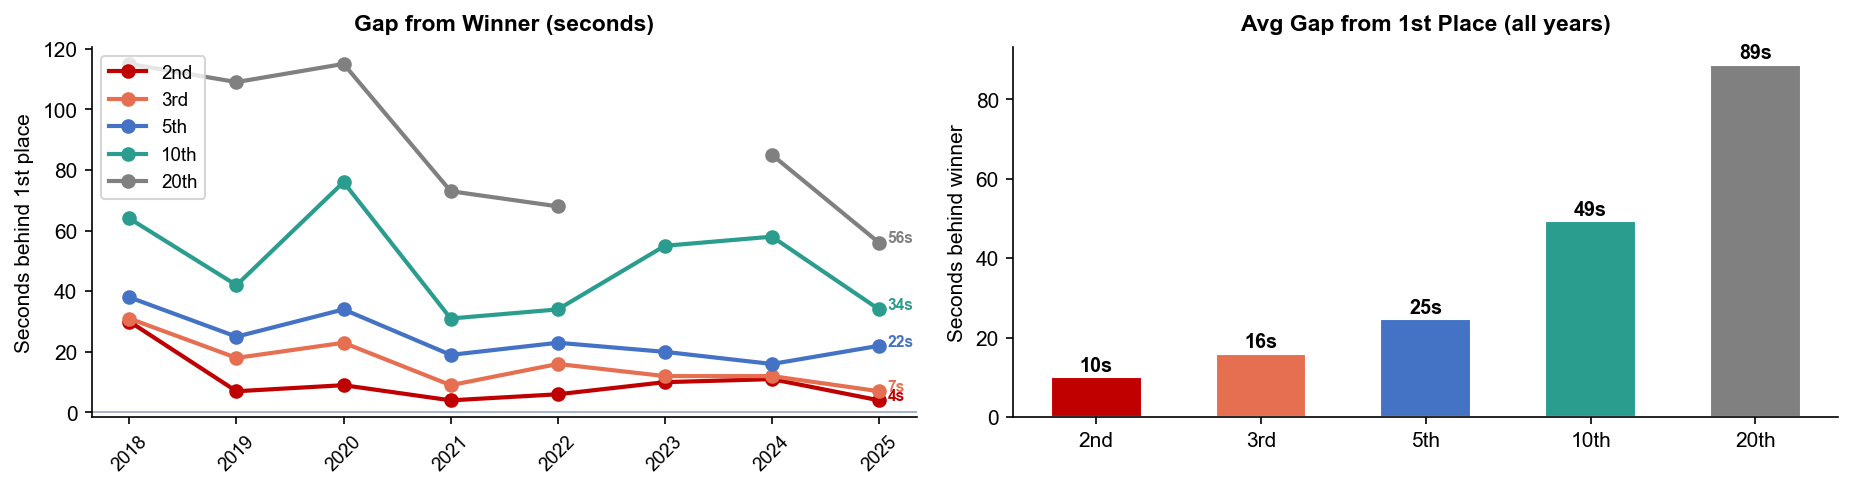 Gap from Winner (seconds)
Seconds behind 1st place
120
100
80
60
40
20
0
2nd
3rd
5th
10th
20th
56s
34s
22s
7s
4s
2018
2019
2020
2021
2022
2023
2024
2025
Avg Gap from 1st Place (all years)
Seconds behind winner
80
60
40
20
0
10s
16s
25s
49s
89s
2nd
3rd
5th
10th
20th